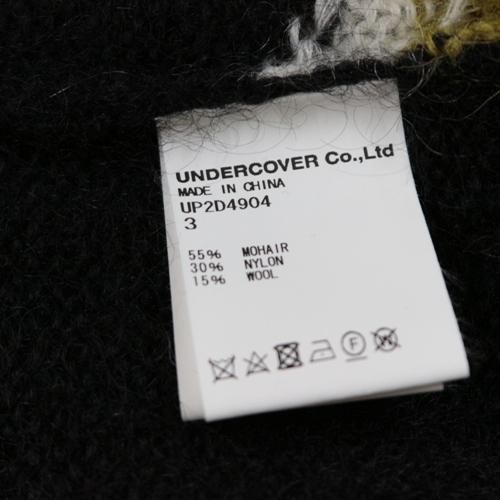 UNDERCOVER Co.,Ltd
MADE IN CHINA
UP2D4904
3
55% MOHAIR
30% NYLON
15% WOOL
F W